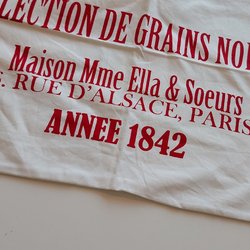 LECTION DE GRAINS NO
Maison Mme Ella & Soeurs
. RUE D'ALSACE, PARIS
ANNEE 1842